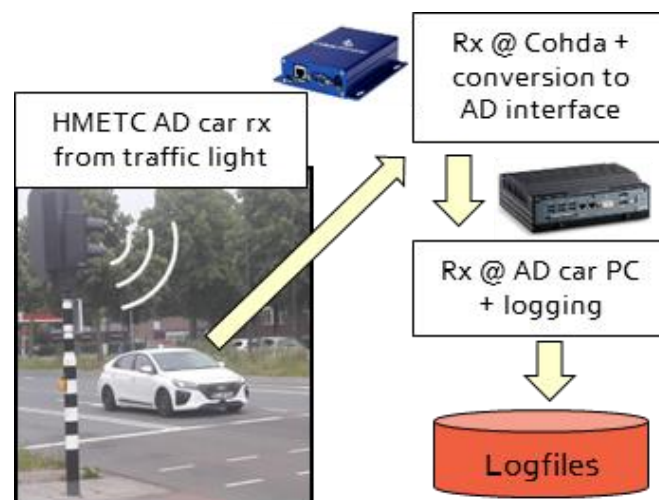 Rx @ Cohda +
conversion to
AD interface
HMETC AD car rx
from traffic light
Rx @ AD car PC
+ logging
Logfiles